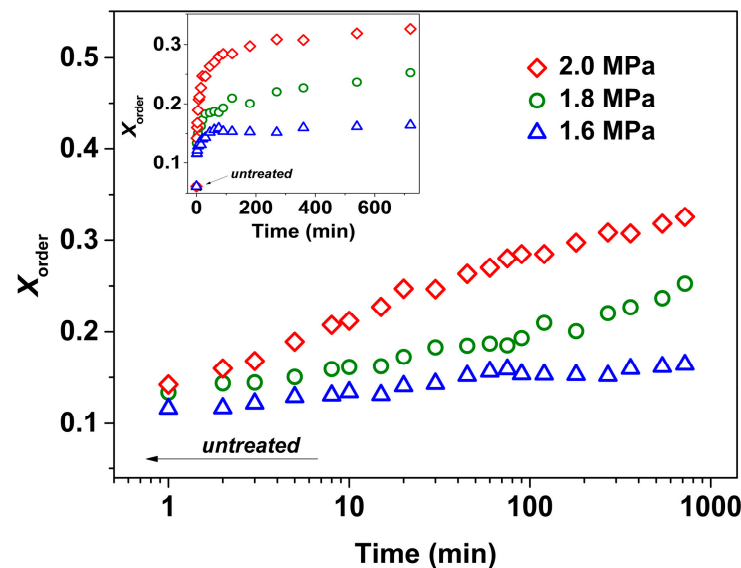 0.3
0.2
0.1
X_order
untreated
0 200 400 600
Time (min)
2.0 MPa
1.8 MPa
1.6 MPa
0.5
0.4
0.3
0.2
0.1
X_order
untreated
1 10 100 1000
Time (min)